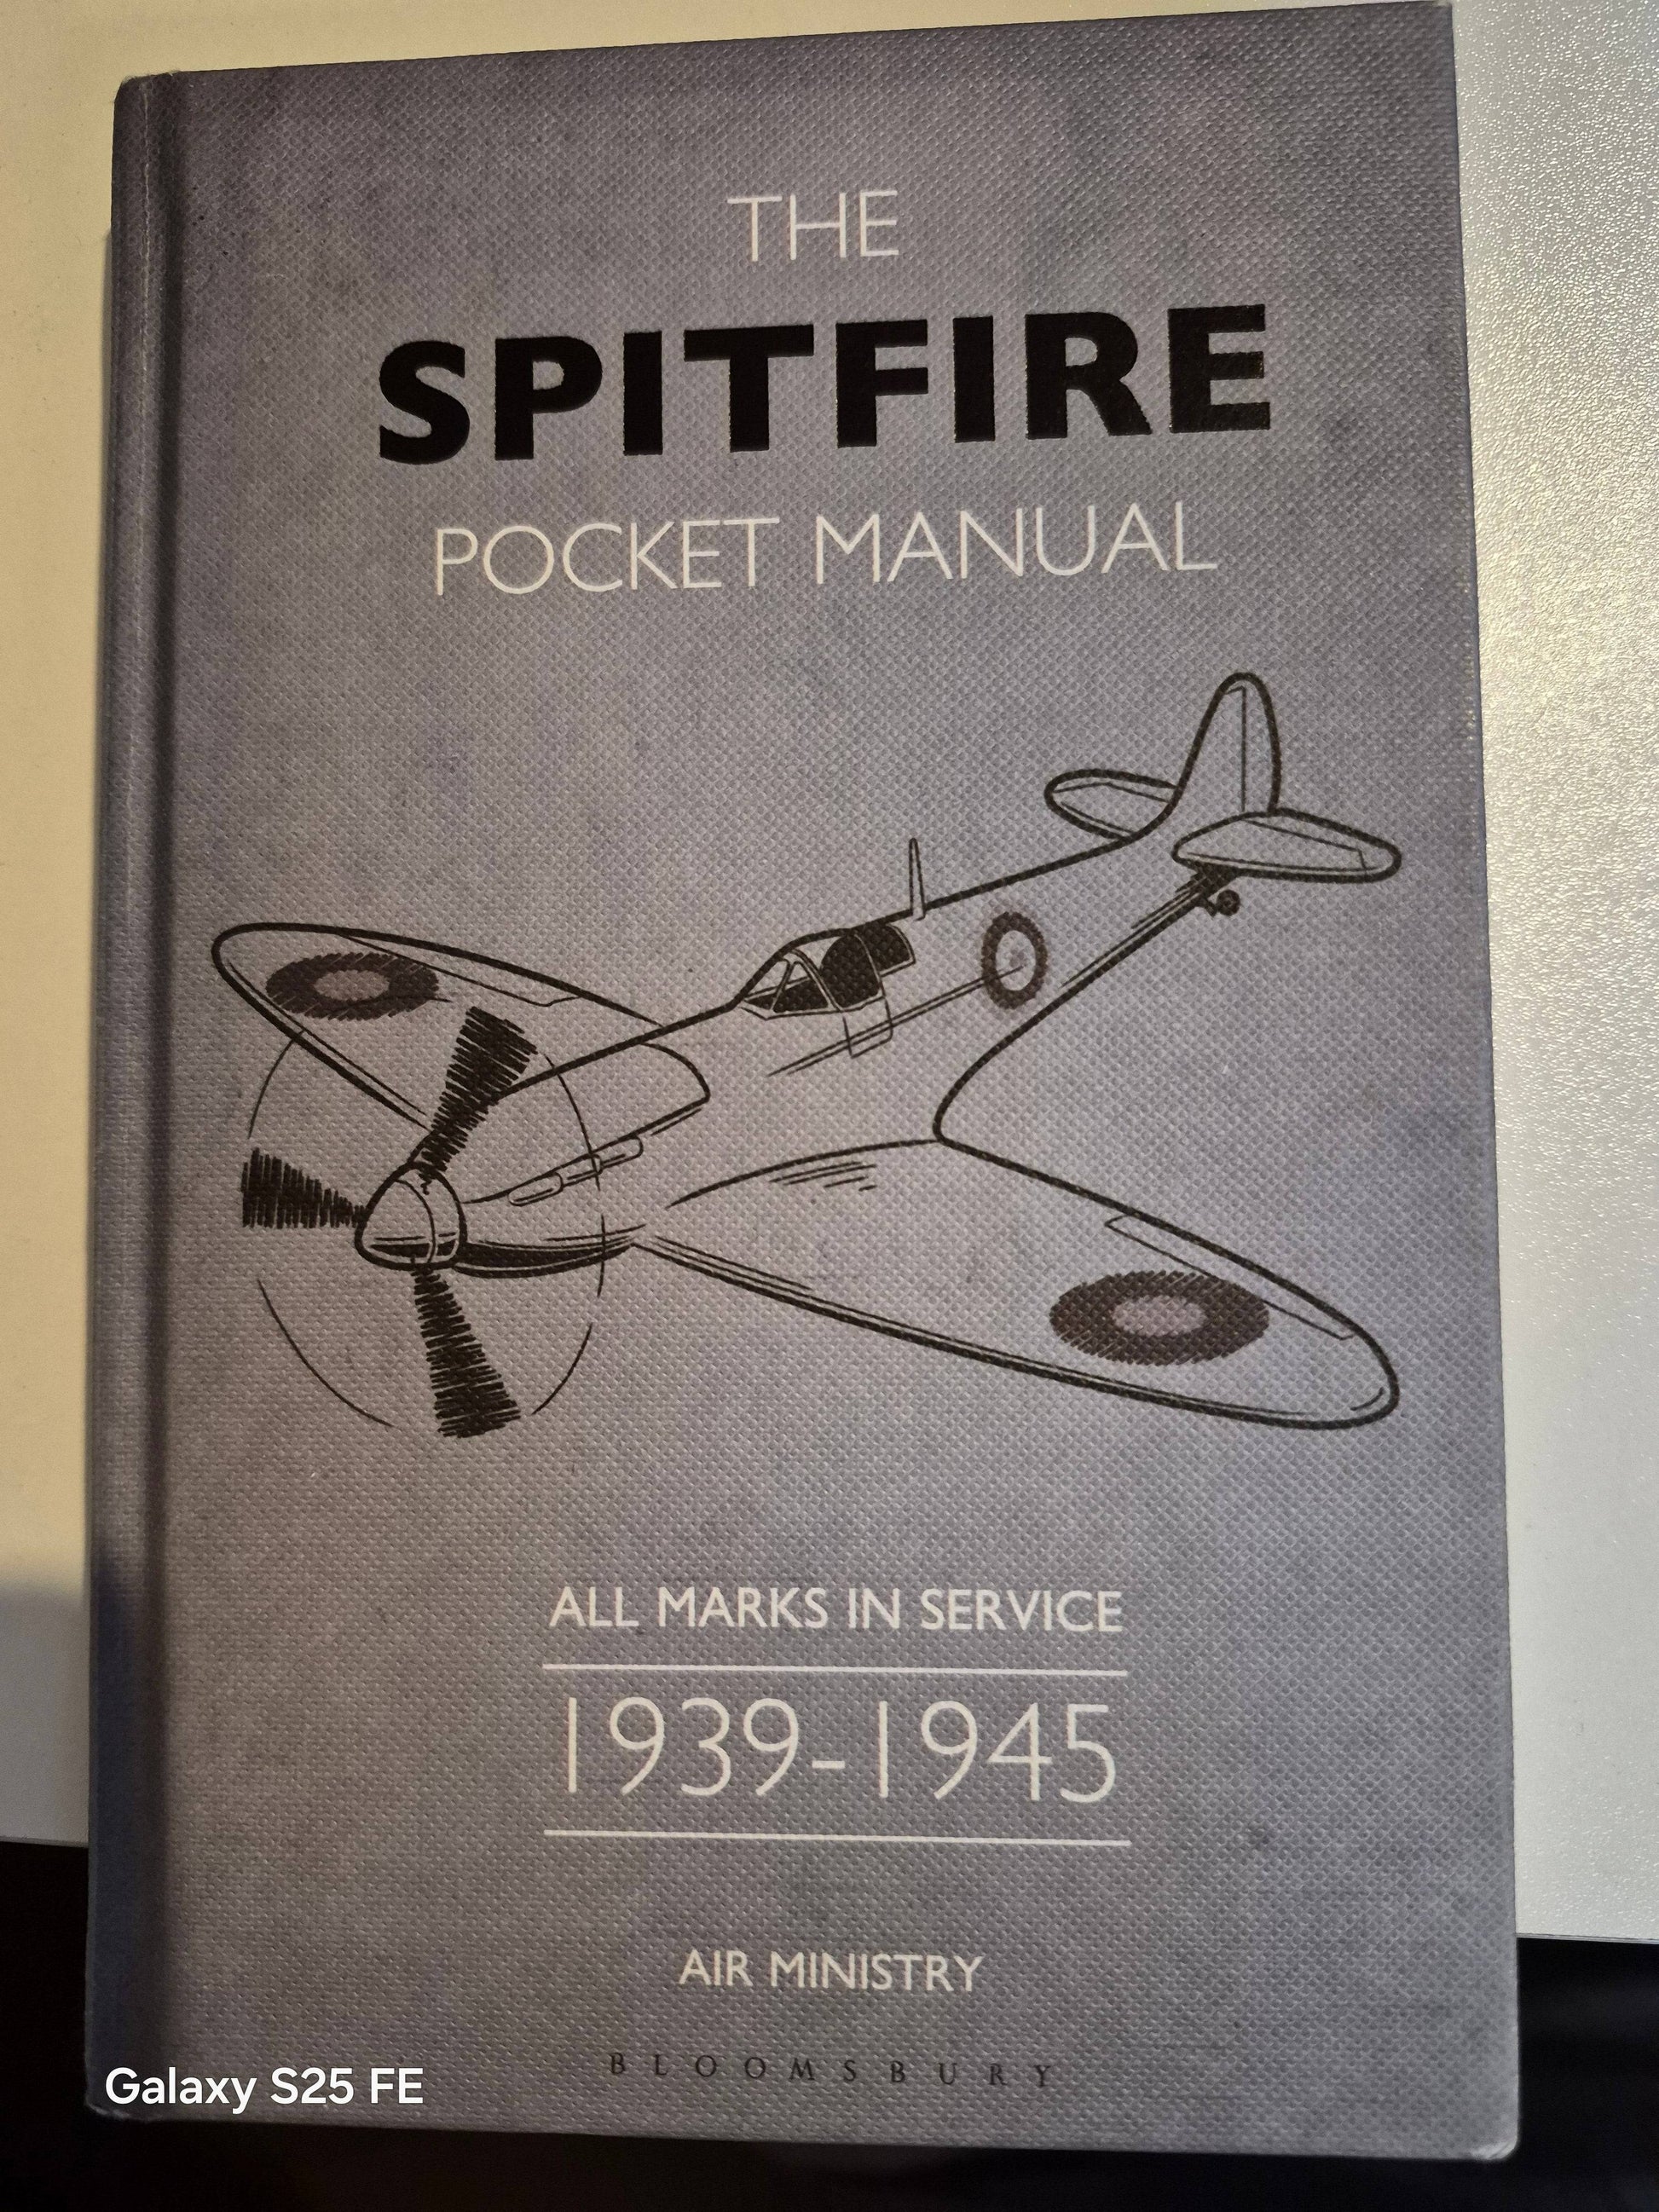 THE
SPITFIRE
POCKET MANUAL
ALL MARKS IN SERVICE
1939-1945
AIR MINISTRY
BLOOMSBURY
Galaxy S25 FE